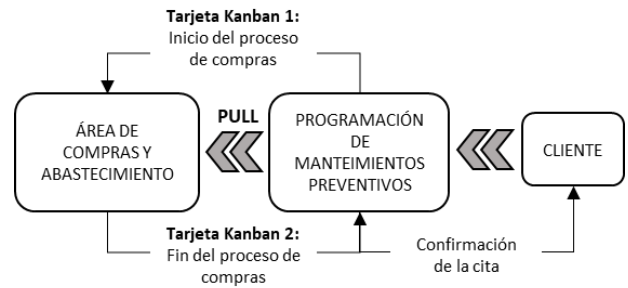 Tarjeta Kanban 1:
Inicio del proceso
de compras
ÁREA DE
COMPRAS Y
ABASTECIMIENTO
PULL
PROGRAMACIÓN
DE
MANTEIMIENTOS
PREVENTIVOS
CLIENTE
Tarjeta Kanban 2:
Fin del proceso de
compras
Confirmación
de la cita